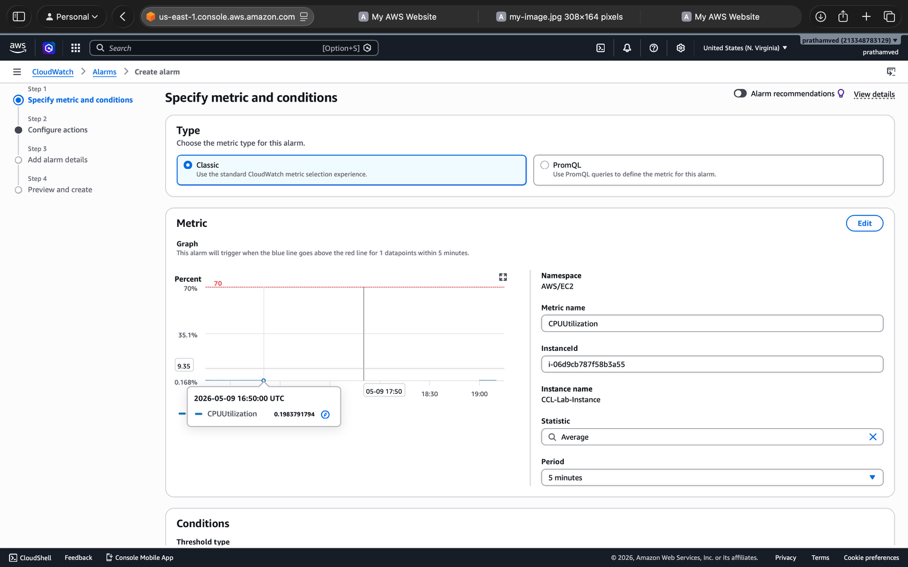 Personal
us-east-1.console.aws.amazon.com
My AWS Website
my-image.jpg 308×164 pixels
My AWS Website
aws
Search
[Option+S]
United States (N. Virginia)
prathamved (213348783129)
prathamved
CloudWatch
Alarms
Create alarm
Step 1
Specify metric and conditions
Step 2
Configure actions
Step 3
Add alarm details
Step 4
Preview and create
Specify metric and conditions
Alarm recommendations
View details
Type
Choose the metric type for this alarm.
Classic
Use the standard CloudWatch metric selection experience.
PromQL
Use PromQL queries to define the metric for this alarm.
Metric
Edit
Graph
This alarm will trigger when the blue line goes above the red line for 1 datapoints within 5 minutes.
Percent
70%
70
35.1%
9.35
0.168%
05-09 17:50
18:30
19:00
2026-05-09 16:50:00 UTC
CPUUtilization
0.1983791794
Namespace
AWS/EC2
Metric name
CPUUtilization
InstanceId
i-06d9cb787f58b3a55
Instance name
CCL-Lab-Instance
Statistic
Average
Period
5 minutes
Conditions
Threshold type
CloudShell
Feedback
Console Mobile App
© 2026, Amazon Web Services, Inc. or its affiliates.
Privacy
Terms
Cookie preferences